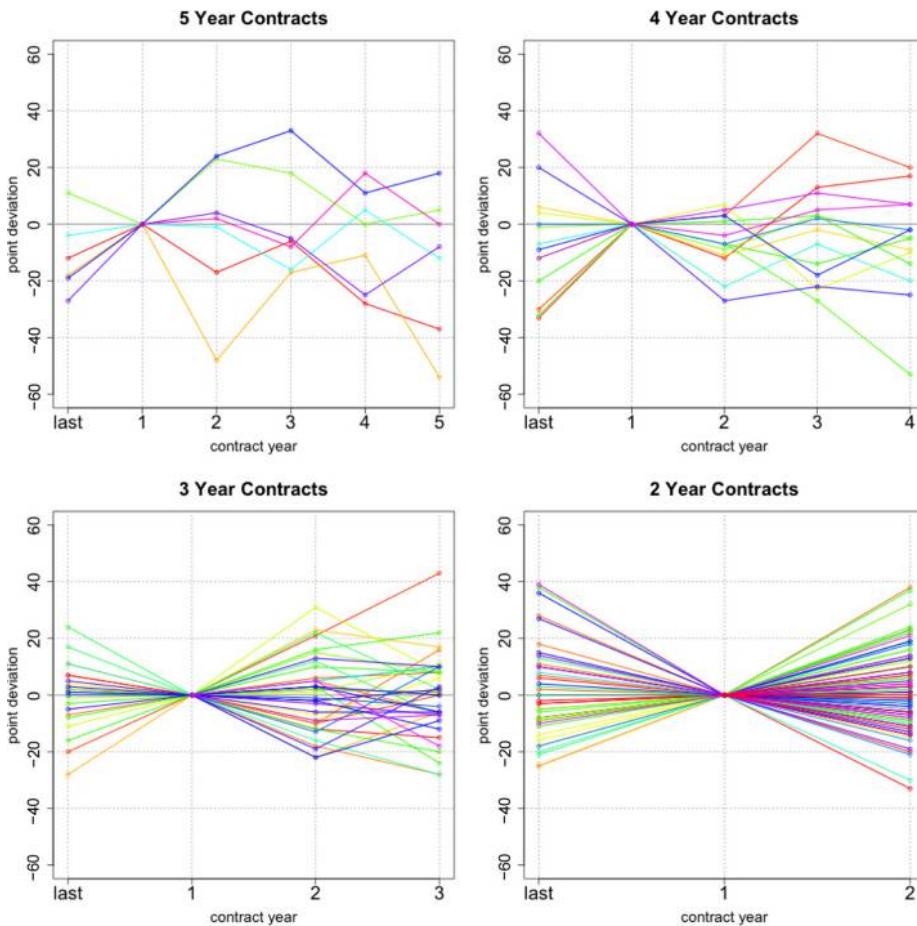 5 Year Contracts
60
40
20
0
−20
−40
−60
point deviation
last 1 2 3 4 5
contract year
4 Year Contracts
60
40
20
0
−20
−40
−60
point deviation
last 1 2 3 4
contract year
3 Year Contracts
60
40
20
0
−20
−40
−60
point deviation
last 1 2 3
contract year
2 Year Contracts
60
40
20
0
−20
−40
−60
point deviation
last 1 2
contract year